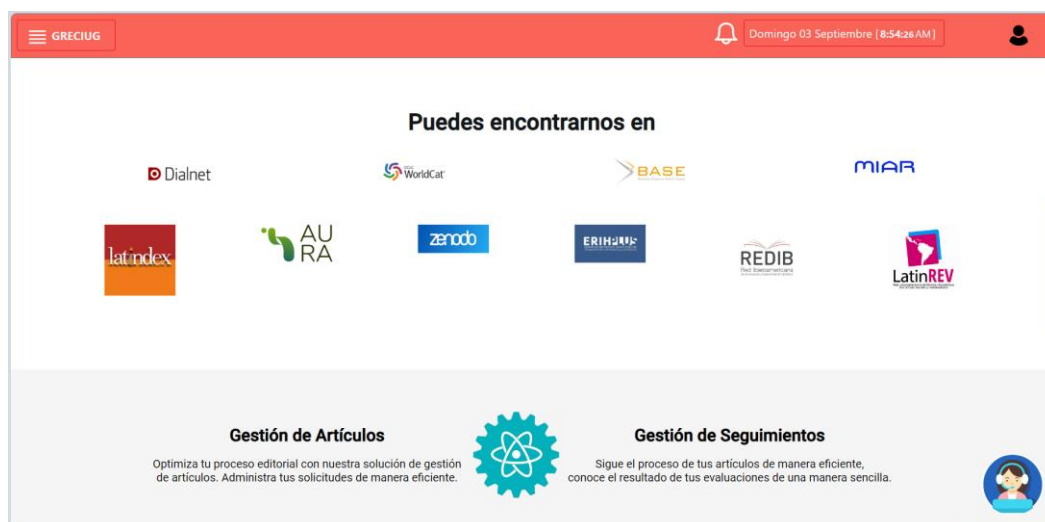 GRECIUG
Domingo 03 Septiembre [8:54:26 AM]
Puedes encontrarnos en
Dialnet
WorldCat
BASE
MIAR
latindex
AU
RA
zenodo
ERIHPLUS
REDIB
Red Iberoamericana
LatinREV
Gestión de Artículos
Optimiza tu proceso editorial con nuestra solución de gestión
de artículos. Administra tus solicitudes de manera eficiente.
Gestión de Seguimientos
Sigue el proceso de tus artículos de manera eficiente,
conoce el resultado de tus evaluaciones de una manera sencilla.